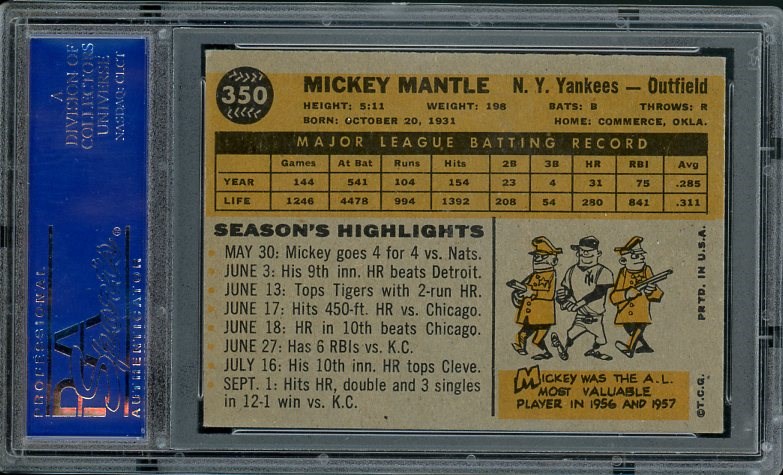 A
DIVISION OF
COLLECTORS
UNIVERSE
NASDAQ: CLCT
PROFESSIONAL
PSA
Sports ®
AUTHENTICATOR
350
MICKEY MANTLE N. Y. Yankees — Outfield
HEIGHT: 5:11 WEIGHT: 198 BATS: B THROWS: R
BORN: OCTOBER 20, 1931 HOME: COMMERCE, OKLA.
MAJOR LEAGUE BATTING RECORD
Games At Bat Runs Hits 2B 3B HR RBI Avg
YEAR 144 541 104 154 23 4 31 75 .285
LIFE 1246 4478 994 1392 208 54 280 841 .311
SEASON'S HIGHLIGHTS
MAY 30: Mickey goes 4 for 4 vs. Nats.
JUNE 3: His 9th inn. HR beats Detroit.
JUNE 13: Tops Tigers with 2-run HR.
JUNE 17: Hits 450-ft. HR vs. Chicago.
JUNE 18: HR in 10th beats Chicago.
JUNE 27: Has 6 RBIs vs. K.C.
JULY 16: His 10th inn. HR tops Cleve.
SEPT. 1: Hits HR, double and 3 singles
in 12-1 win vs. K.C.
NY
MICKEY WAS THE A.L.
MOST VALUABLE
PLAYER IN 1956 AND 1957
©T.C.G. PRTD. IN U.S.A.